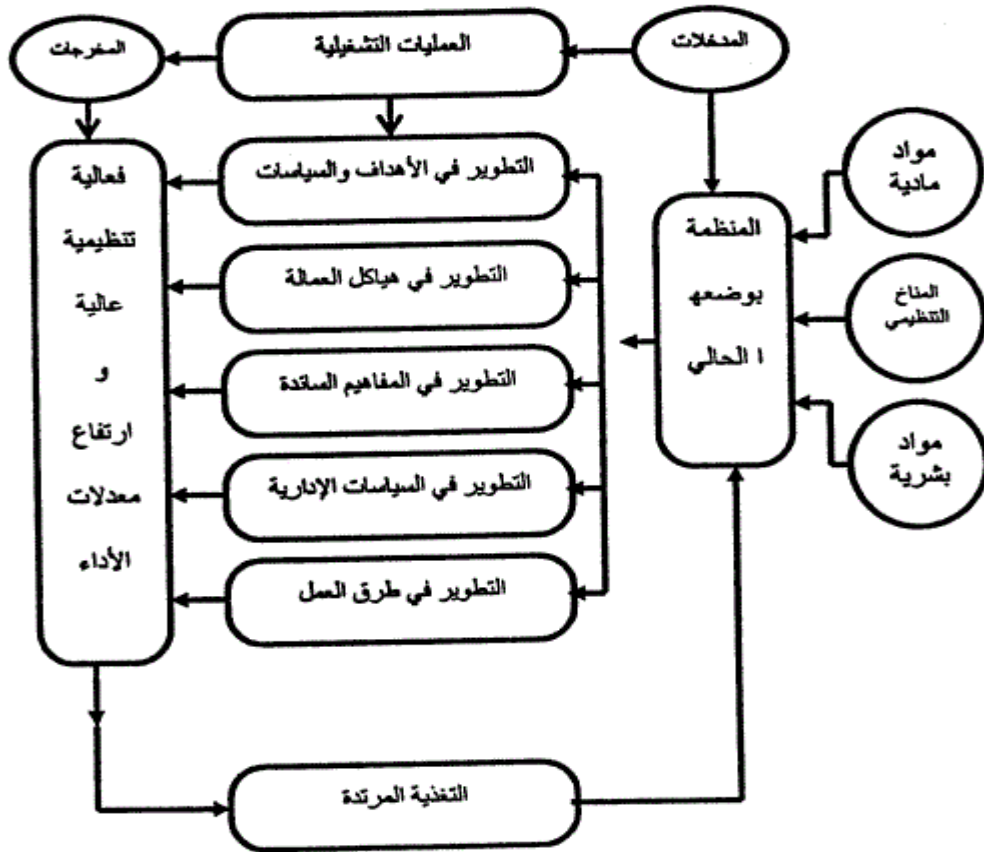 المدخلات
العمليات التشغيلية
المخرجات
مواد
مادية
المناخ
التنظيمي
مواد
بشرية
المنظمة
بوضعه
ا الحالي
التطوير في الأهداف والسياسات
التطوير في هياكل العمالة
التطوير في المفاهيم السائدة
التطوير في السياسات الإدارية
التطوير في طرق العمل
فعالية
تنظيمية
عالية
و
ارتفاع
معدلات
الأداء
التغذية المرتدة